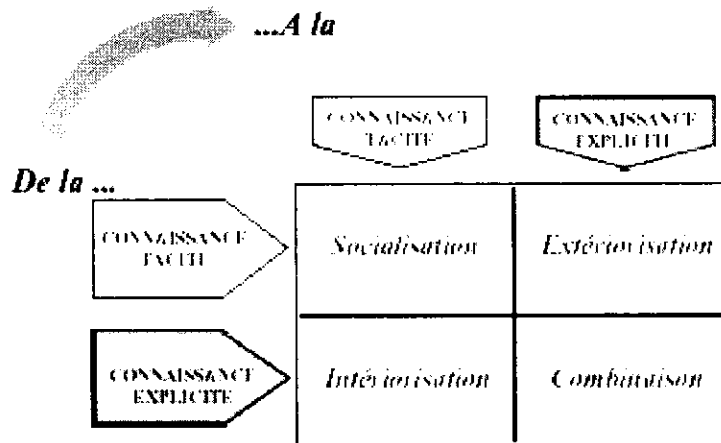 ...A la
CONNAISSANCE
TACITE
CONNAISSANCE
EXPLICITE
De la ...
CONNAISSANCE
TACITE
Socialisation
Extériorisation
CONNAISSANCE
EXPLICITE
Intériorisation
Combinaison